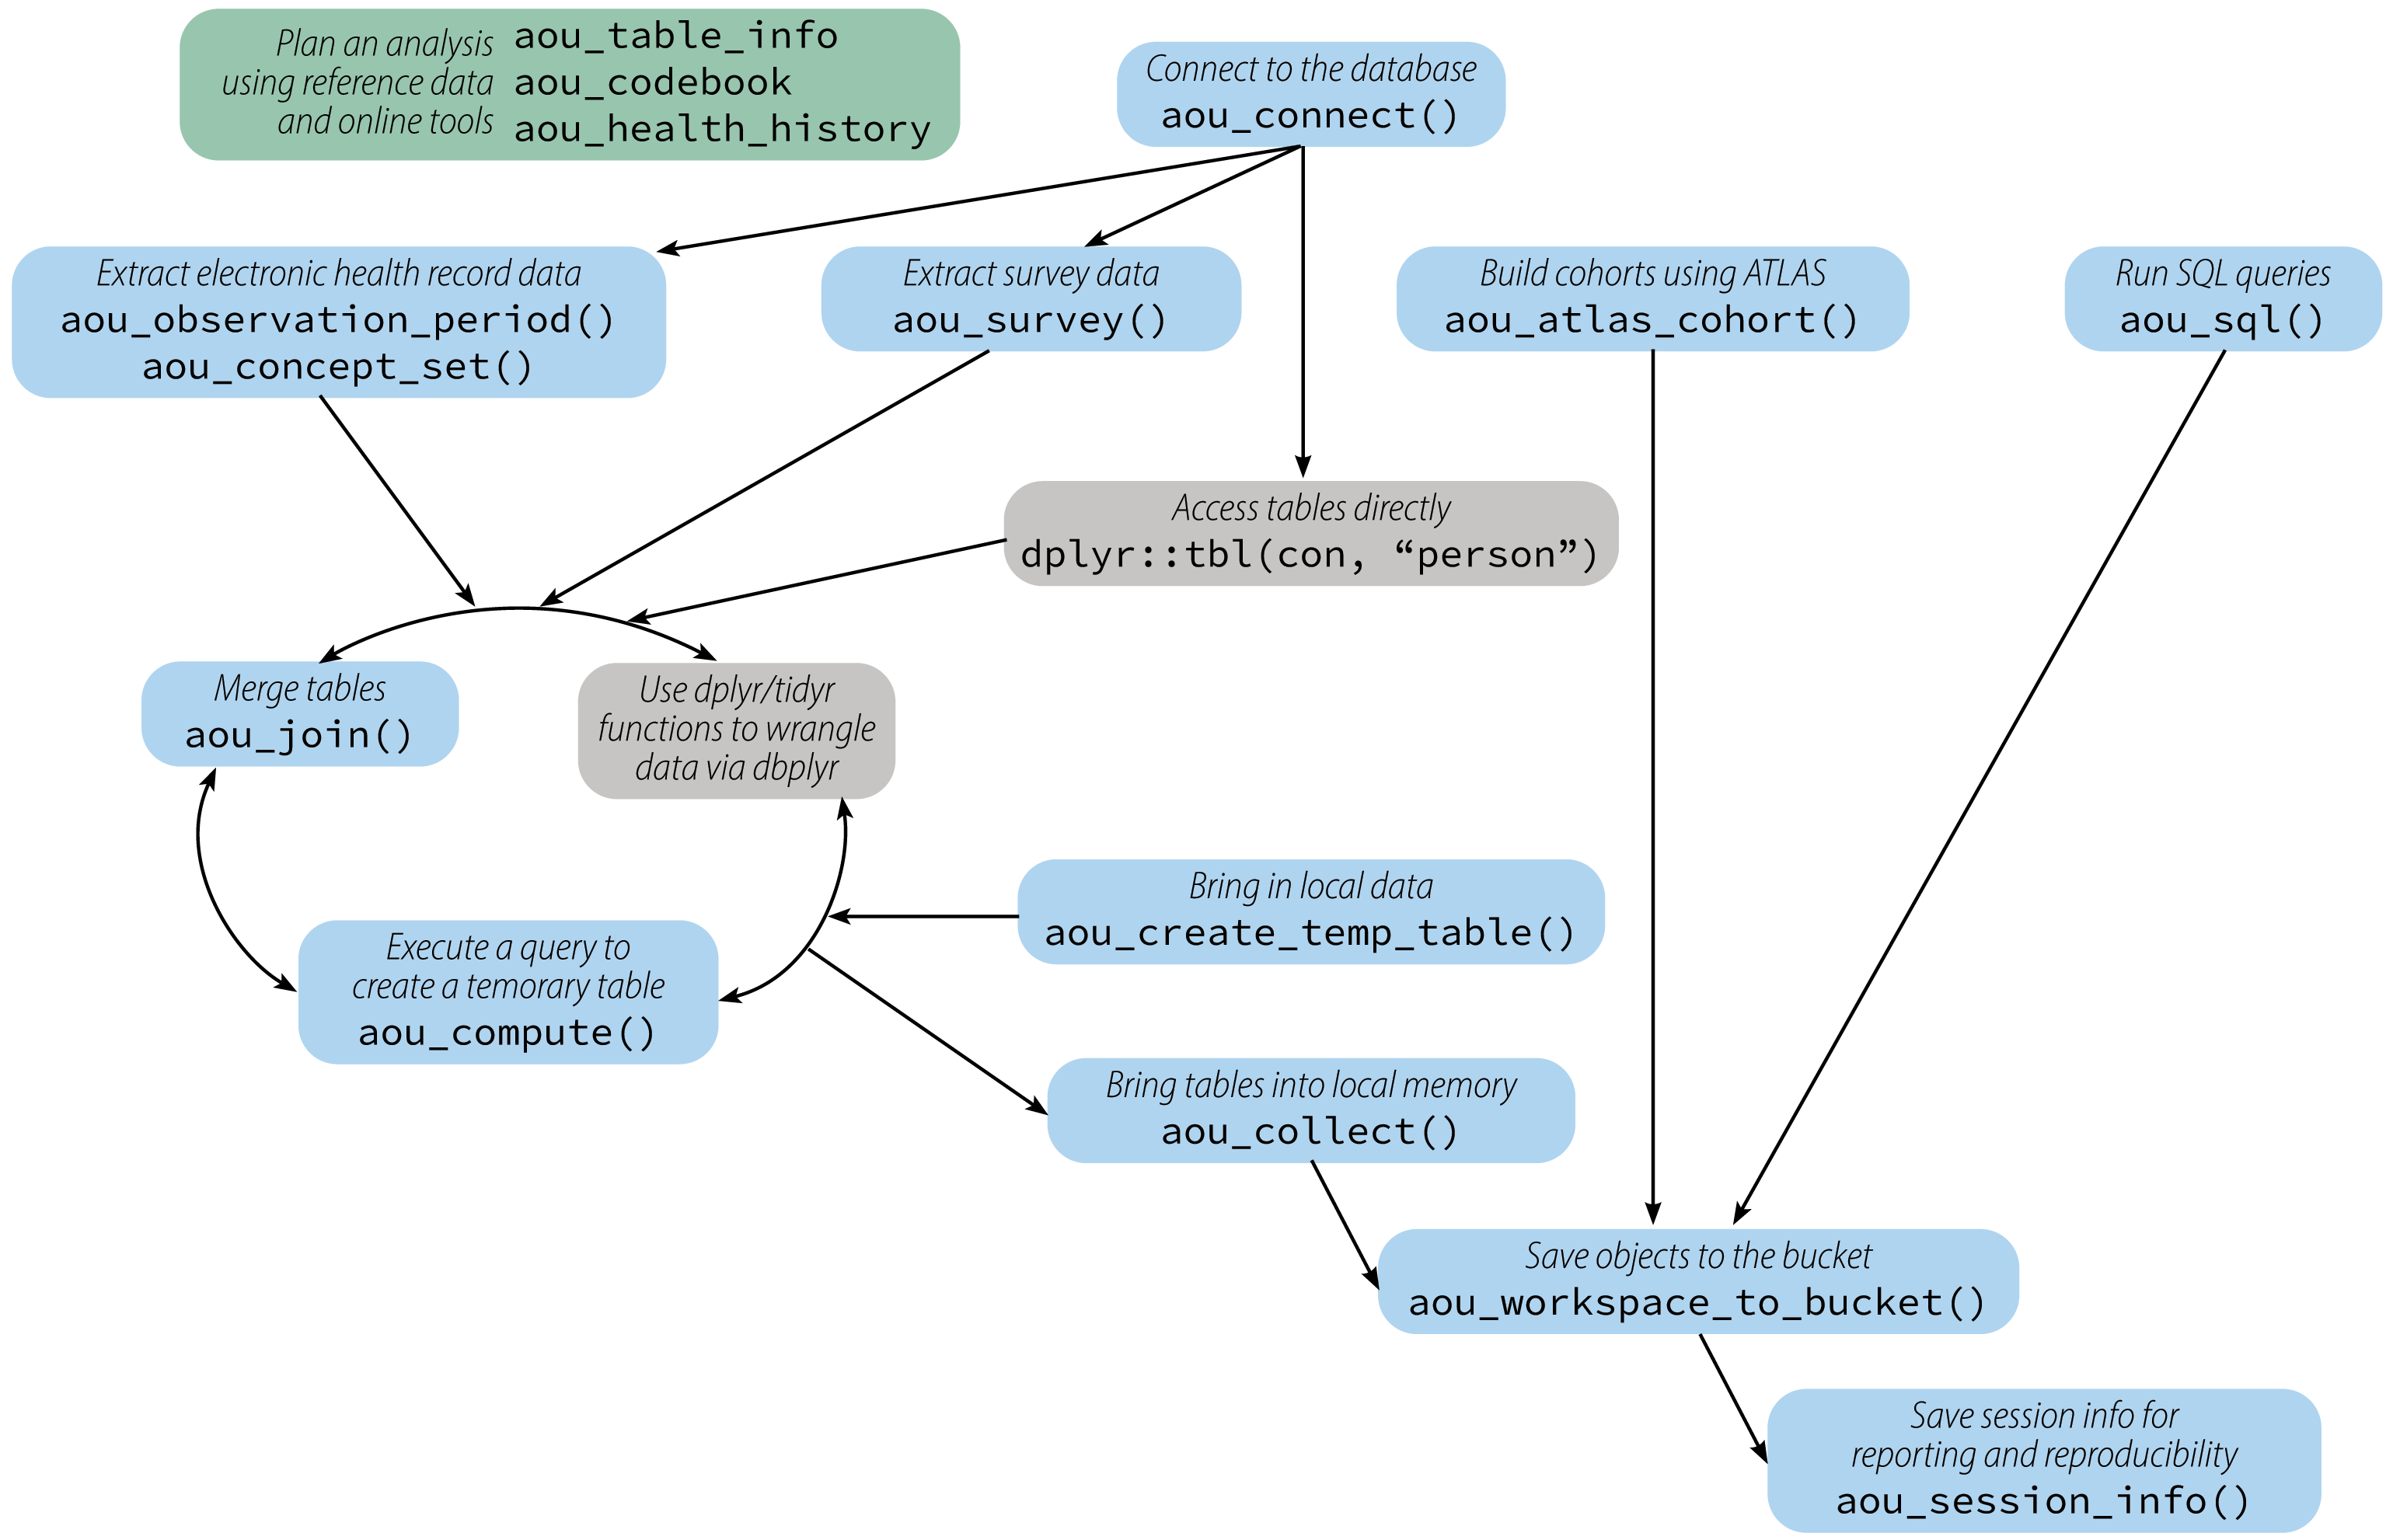 Plan an analysis
using reference data
and online tools
aou_table_info
aou_codebook
aou_health_history
Connect to the database
aou_connect()
Extract electronic health record data
aou_observation_period()
aou_concept_set()
Extract survey data
aou_survey()
Build cohorts using ATLAS
aou_atlas_cohort()
Run SQL queries
aou_sql()
Access tables directly
dplyr::tbl(con, “person”)
Merge tables
aou_join()
Use dplyr/tidyr
functions to wrangle
data via dbplyr
Bring in local data
aou_create_temp_table()
Execute a query to
create a temorary table
aou_compute()
Bring tables into local memory
aou_collect()
Save objects to the bucket
aou_workspace_to_bucket()
Save session info for
reporting and reproducibility
aou_session_info()